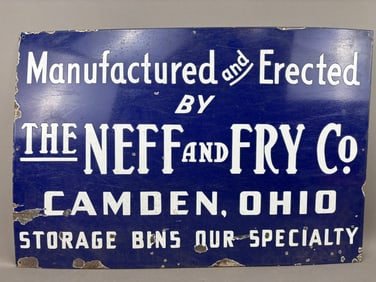 Manufactured and Erected
BY
THE NEFF AND FRY CO
CAMDEN, OHIO
STORAGE BINS OUR SPECIALTY